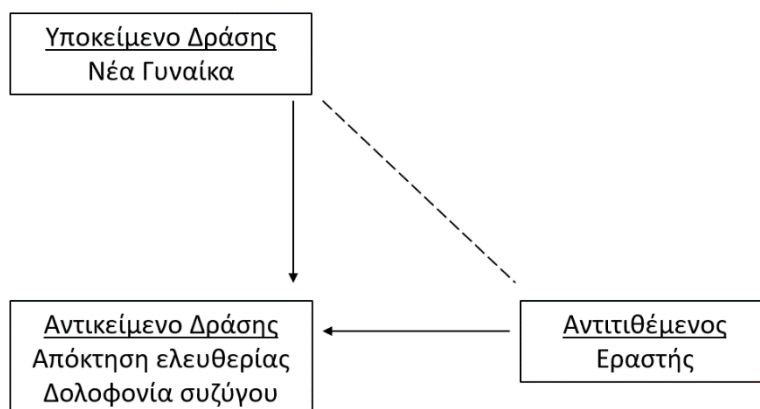 Υποκείμενο Δράσης
Νέα Γυναίκα
Αντικείμενο Δράσης
Απόκτηση ελευθερίας
Δολοφονία συζύγου
Αντιτιθέμενος
Εραστής